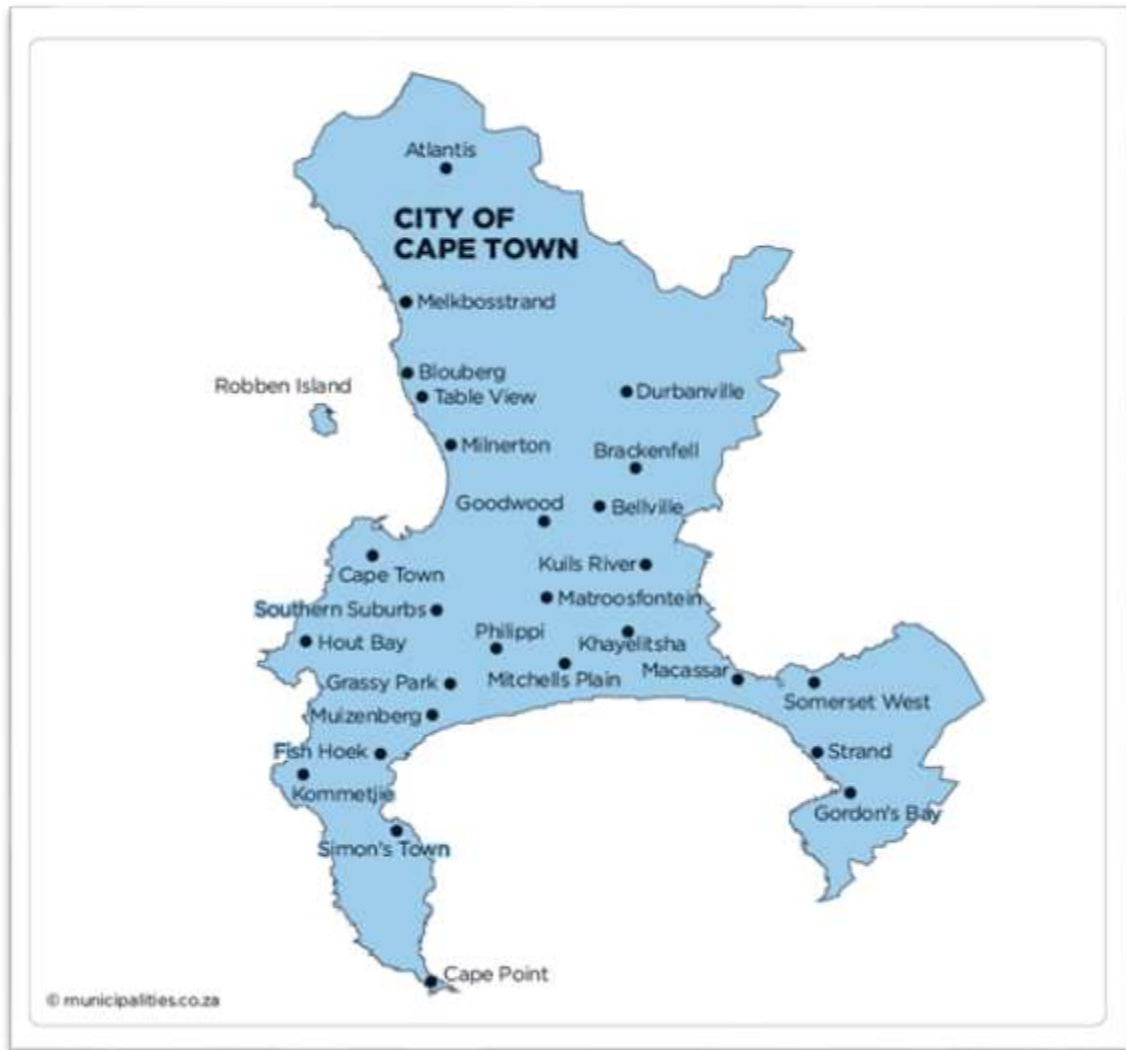 Atlantis
CITY OF
CAPE TOWN
Melkbosstrand
Blouberg
Robben Island
Table View
Durbanville
Milnerton
Brackenfell
Goodwood
Bellville
Kuils River
Cape Town
Matroosfontein
Southern Suburbs
Philippi
Hout Bay
Khayelitsha
Macassar
Mitchells Plain
Grassy Park
Somerset West
Muizenberg
Fish Hoek
Strand
Kommetjie
Gordon's Bay
Simon's Town
Cape Point
© municipalities.co.za